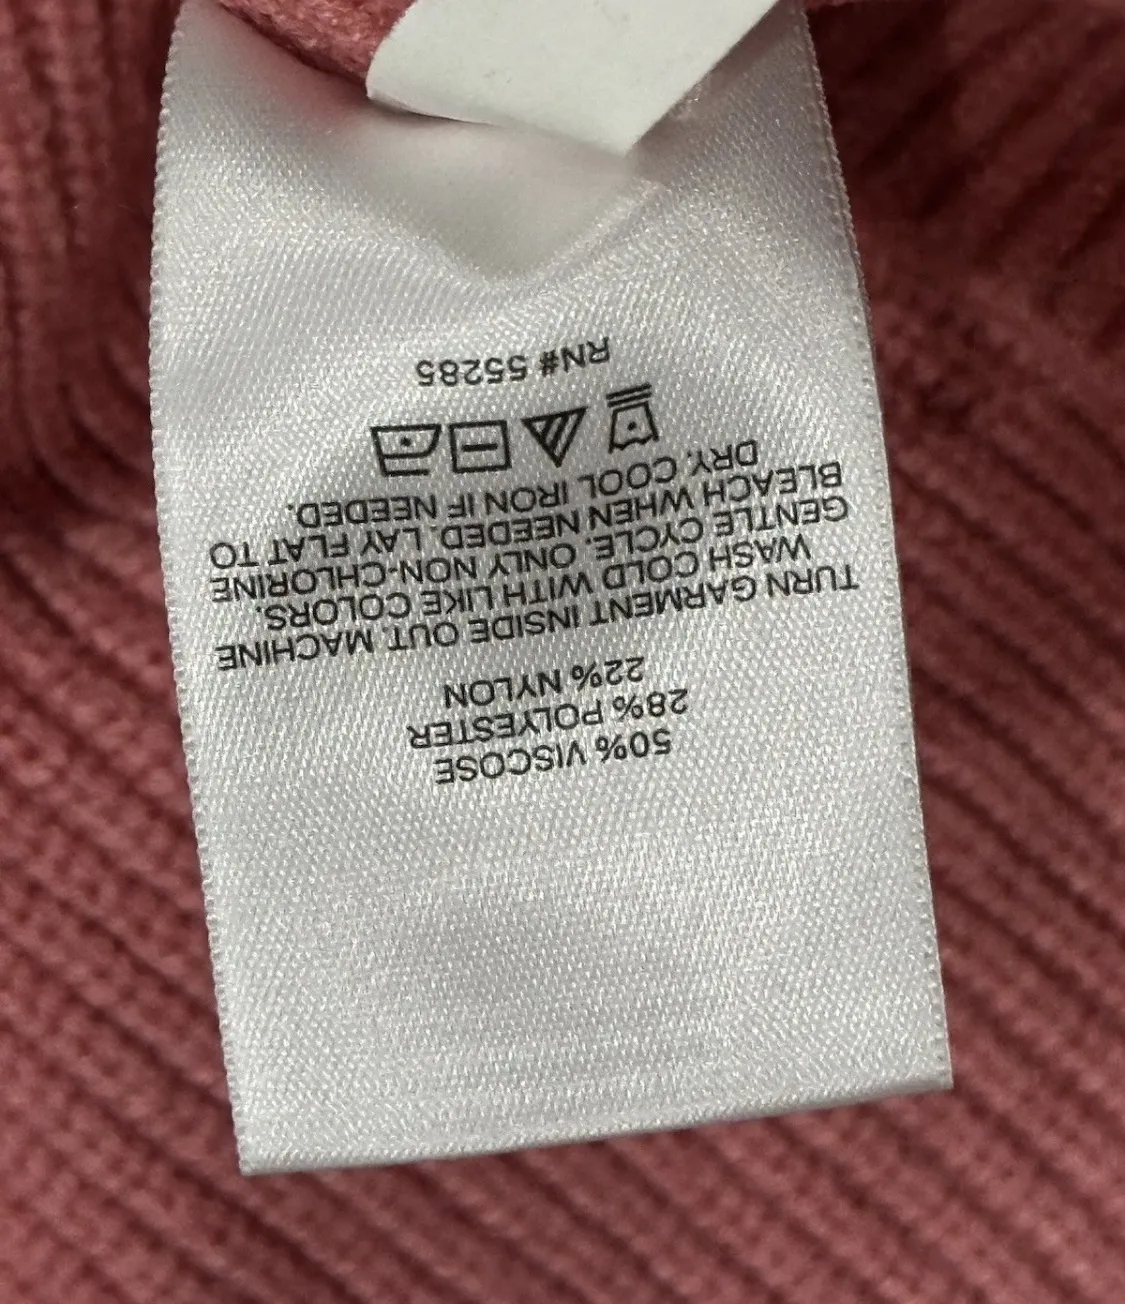 50% VISCOSE
28% POLYESTER
22% NYLON
TURN GARMENT INSIDE OUT. MACHINE
WASH COLD WITH LIKE COLORS.
GENTLE CYCLE. ONLY NON-CHLORINE
BLEACH WHEN NEEDED. LAY FLAT TO
DRY. COOL IRON IF NEEDED.
RN# 55285